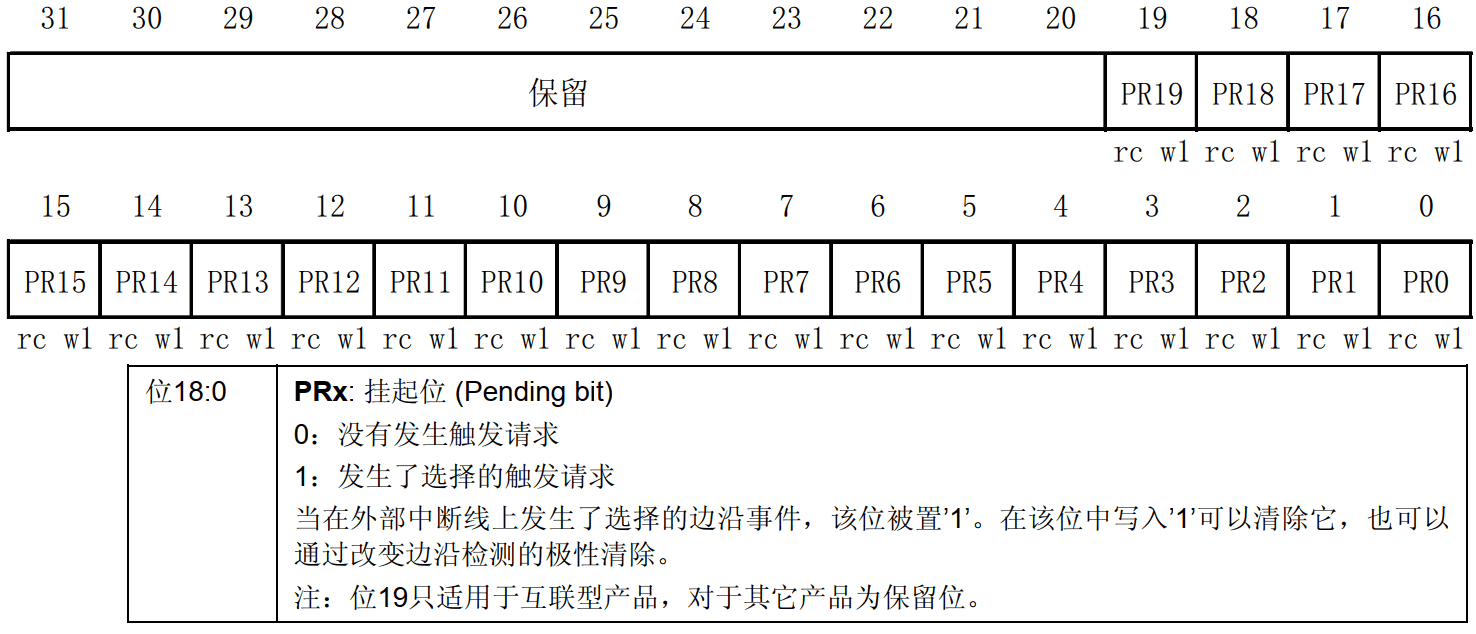 31 30 29 28 27 26 25 24 23 22 21 20 19 18 17 16
保留 PR19 PR18 PR17 PR16
rc w1 rc w1 rc w1 rc w1
15 14 13 12 11 10 9 8 7 6 5 4 3 2 1 0
PR15 PR14 PR13 PR12 PR11 PR10 PR9 PR8 PR7 PR6 PR5 PR4 PR3 PR2 PR1 PR0
rc w1 rc w1 rc w1 rc w1 rc w1 rc w1 rc w1 rc w1 rc w1 rc w1 rc w1 rc w1 rc w1 rc w1 rc w1 rc w1
位18:0 PRx: 挂起位 (Pending bit)
0：没有发生触发请求
1：发生了选择的触发请求
当在外部中断线上发生了选择的边沿事件，该位被置’1’。在该位中写入’1’可以清除它，也可以
通过改变边沿检测的极性清除。
注：位19只适用于互联型产品，对于其它产品为保留位。